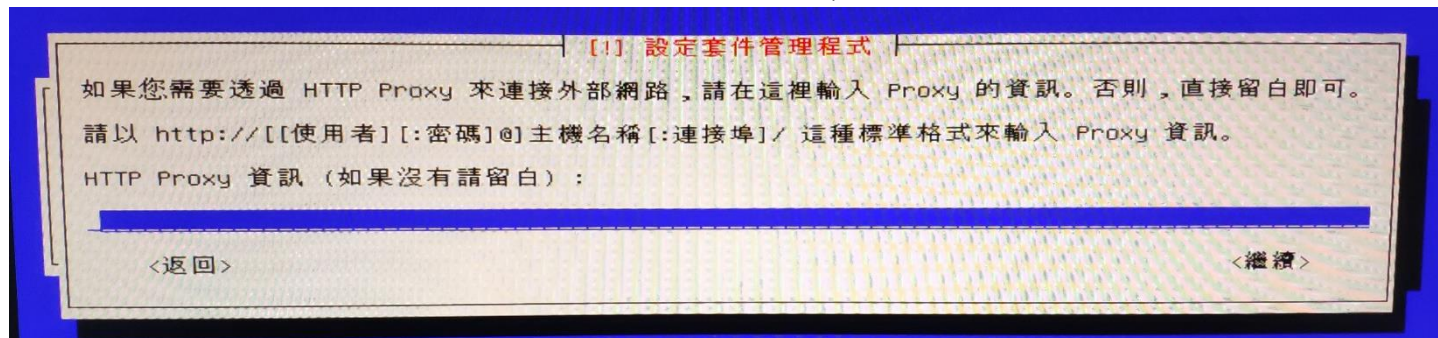 [!] 設定套件管理程式
如果您需要透過 HTTP Proxy 來連接外部網路，請在這裡輸入 Proxy 的資訊。否則，直接留白即可。
請以 http://[[使用者][:密碼]@]主機名稱[:連接埠]/ 這種標準格式來輸入 Proxy 資訊。
HTTP Proxy 資訊 (如果沒有請留白)：
<返回>
<繼續>